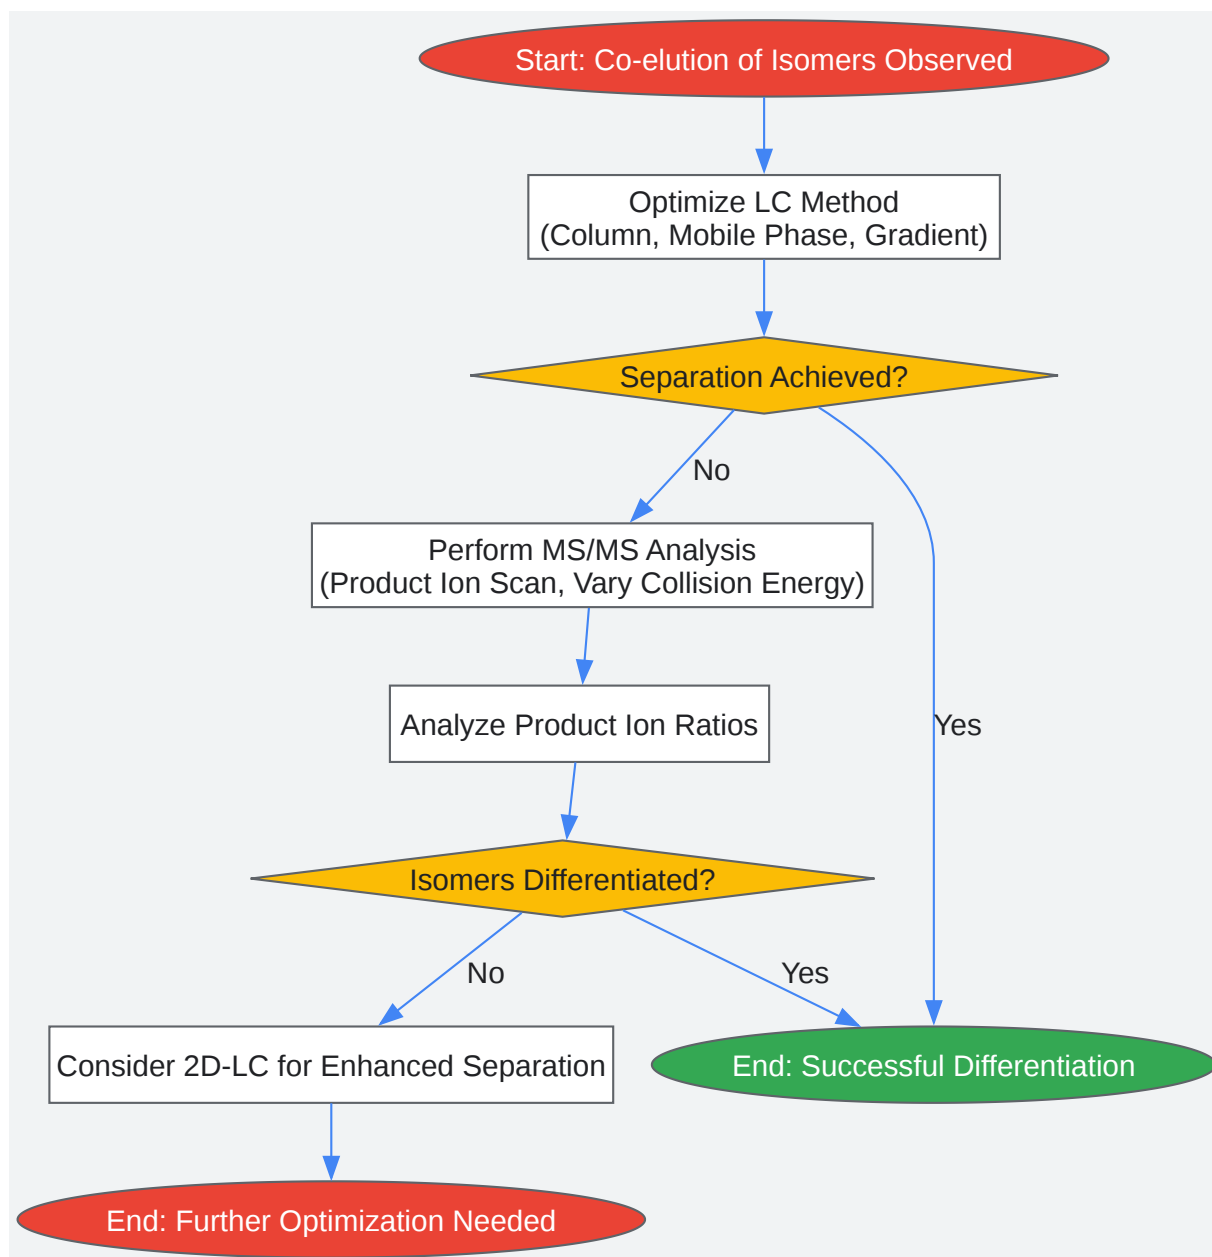 Start: Co-elution of Isomers Observed
Optimize LC Method
(Column, Mobile Phase, Gradient)
Separation Achieved?
No
Perform MS/MS Analysis
(Product Ion Scan, Vary Collision Energy)
Analyze Product Ion Ratios
Yes
Isomers Differentiated?
No
Yes
Consider 2D-LC for Enhanced Separation
End: Successful Differentiation
End: Further Optimization Needed